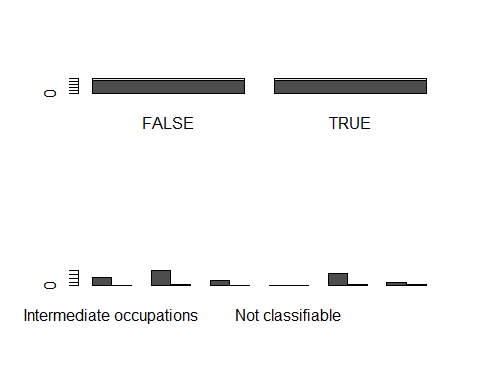 0
FALSE TRUE
0
Intermediate occupations Not classifiable